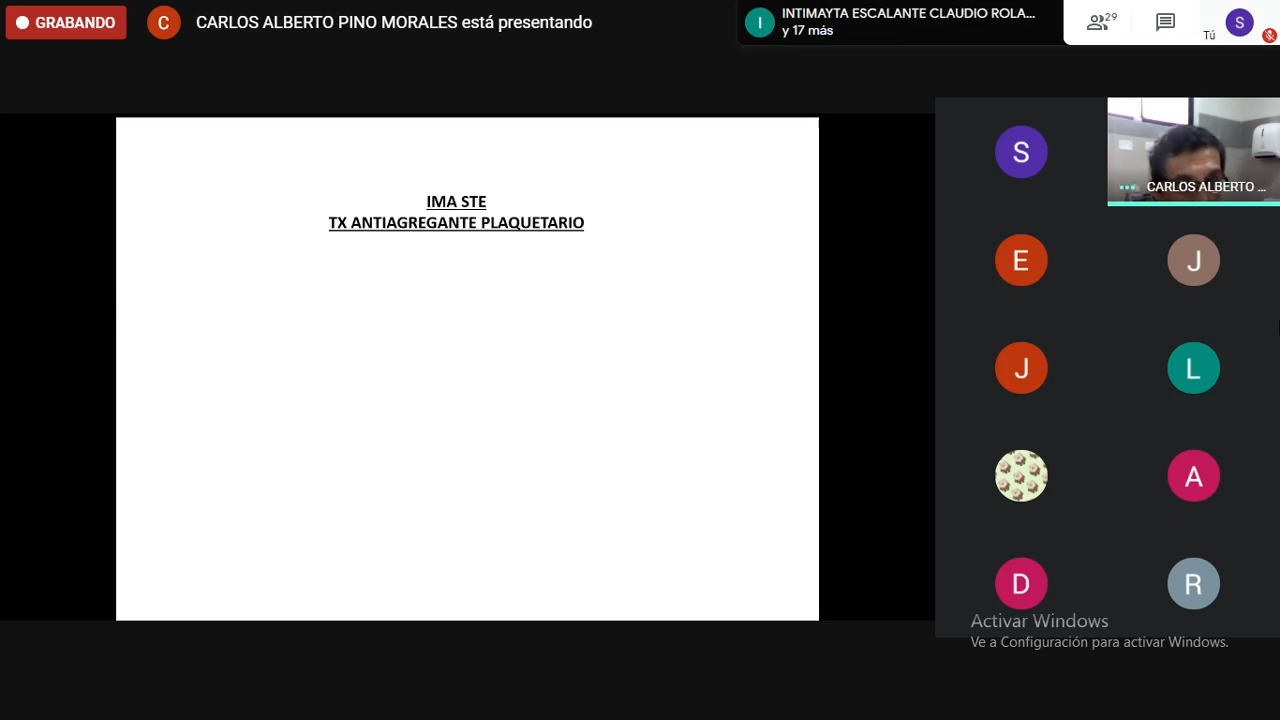 GRABANDO
C
CARLOS ALBERTO PINO MORALES está presentando
I
INTIMAYTA ESCALANTE CLAUDIO ROLA...
y 17 más
29
Tú
S
IMA STE
TX ANTIAGREGANTE PLAQUETARIO
S
CARLOS ALBERTO ...
E
J
J
L
A
D
R
Activar Windows
Ve a Configuración para activar Windows.